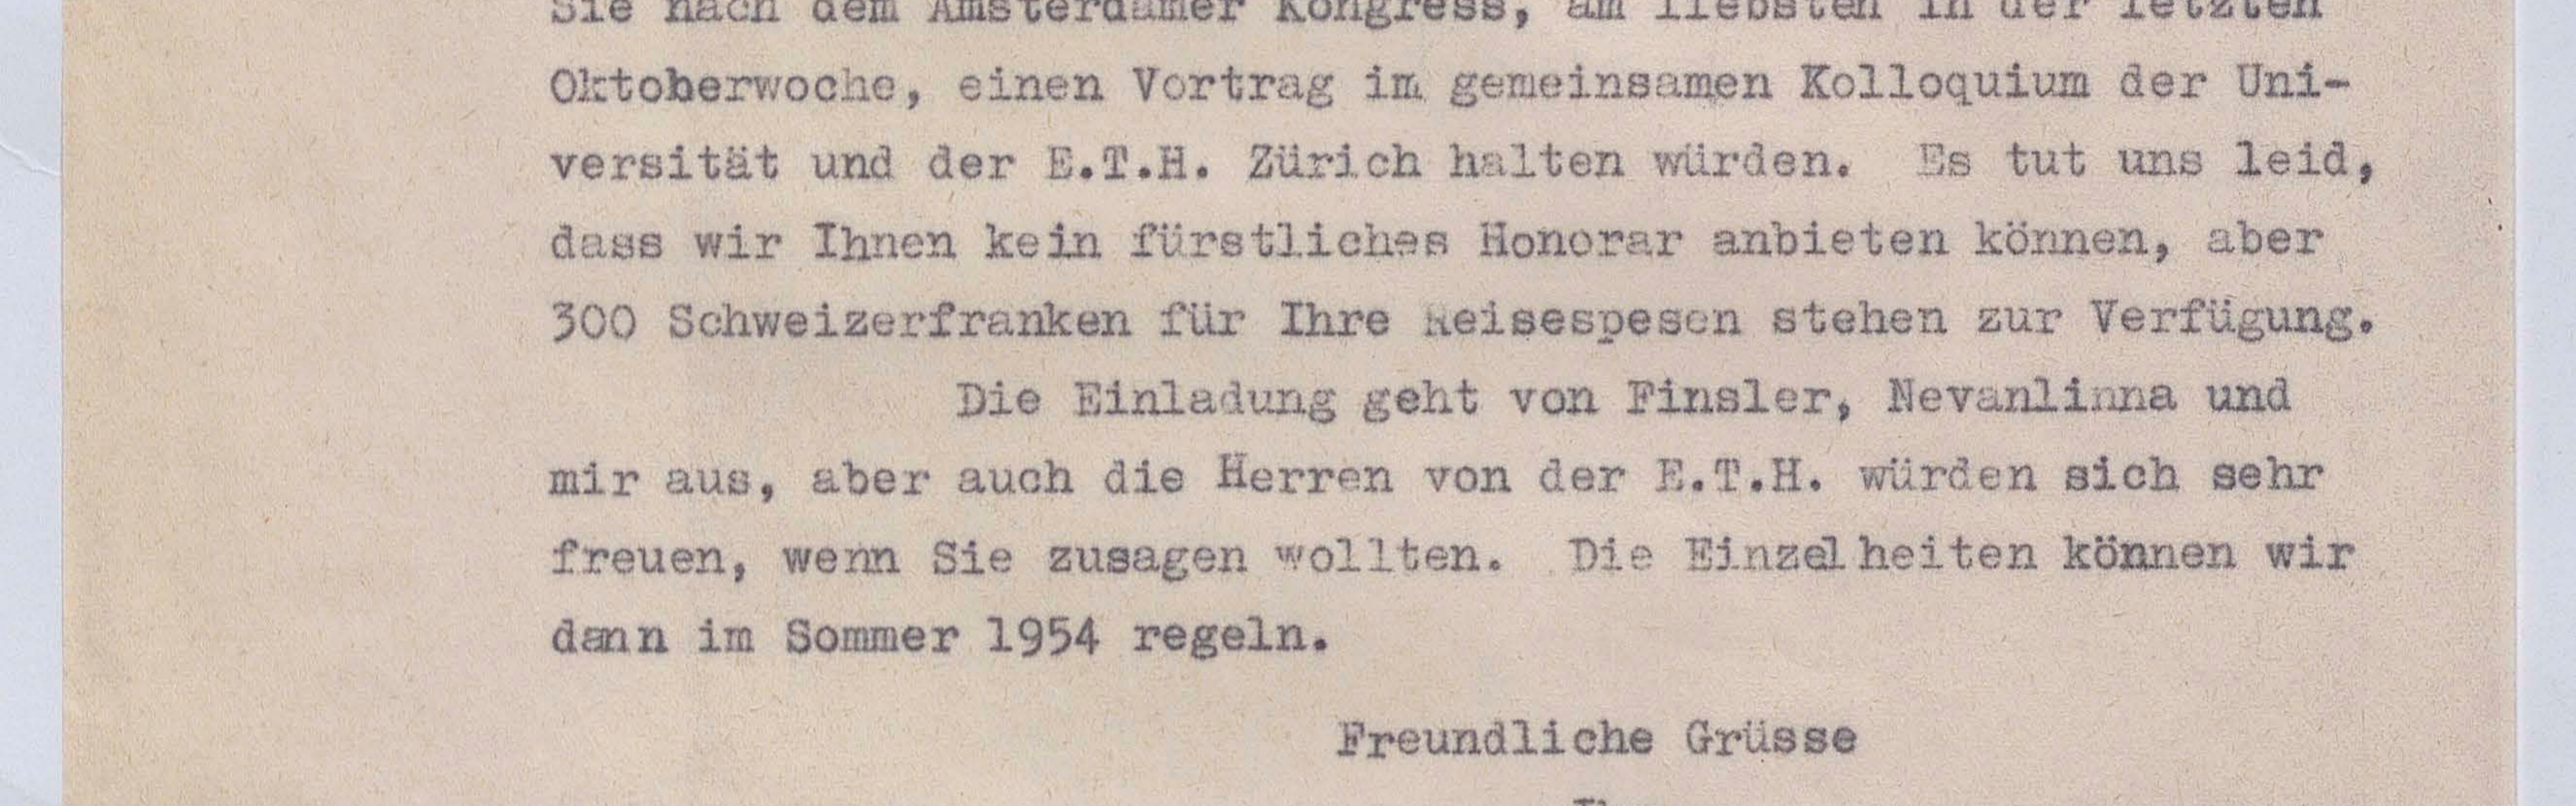 Sie nach dem Amsterdamer Kongress, am liebsten in der letzten
Oktoberwoche, einen Vortrag im gemeinsamen Kolloquium der Uni-
versität und der E.T.H. Zürich halten würden. Es tut uns leid,
dass wir Ihnen kein fürstliches Honorar anbieten können, aber
300 Schweizerfranken für Ihre Reisespesen stehen zur Verfügung.
Die Einladung geht von Finsler, Nevanlinna und
mir aus, aber auch die Herren von der E.T.H. würden sich sehr
freuen, wenn Sie zusagen wollten. Die Einzelheiten können wir
dann im Sommer 1954 regeln.
Freundliche Grüsse